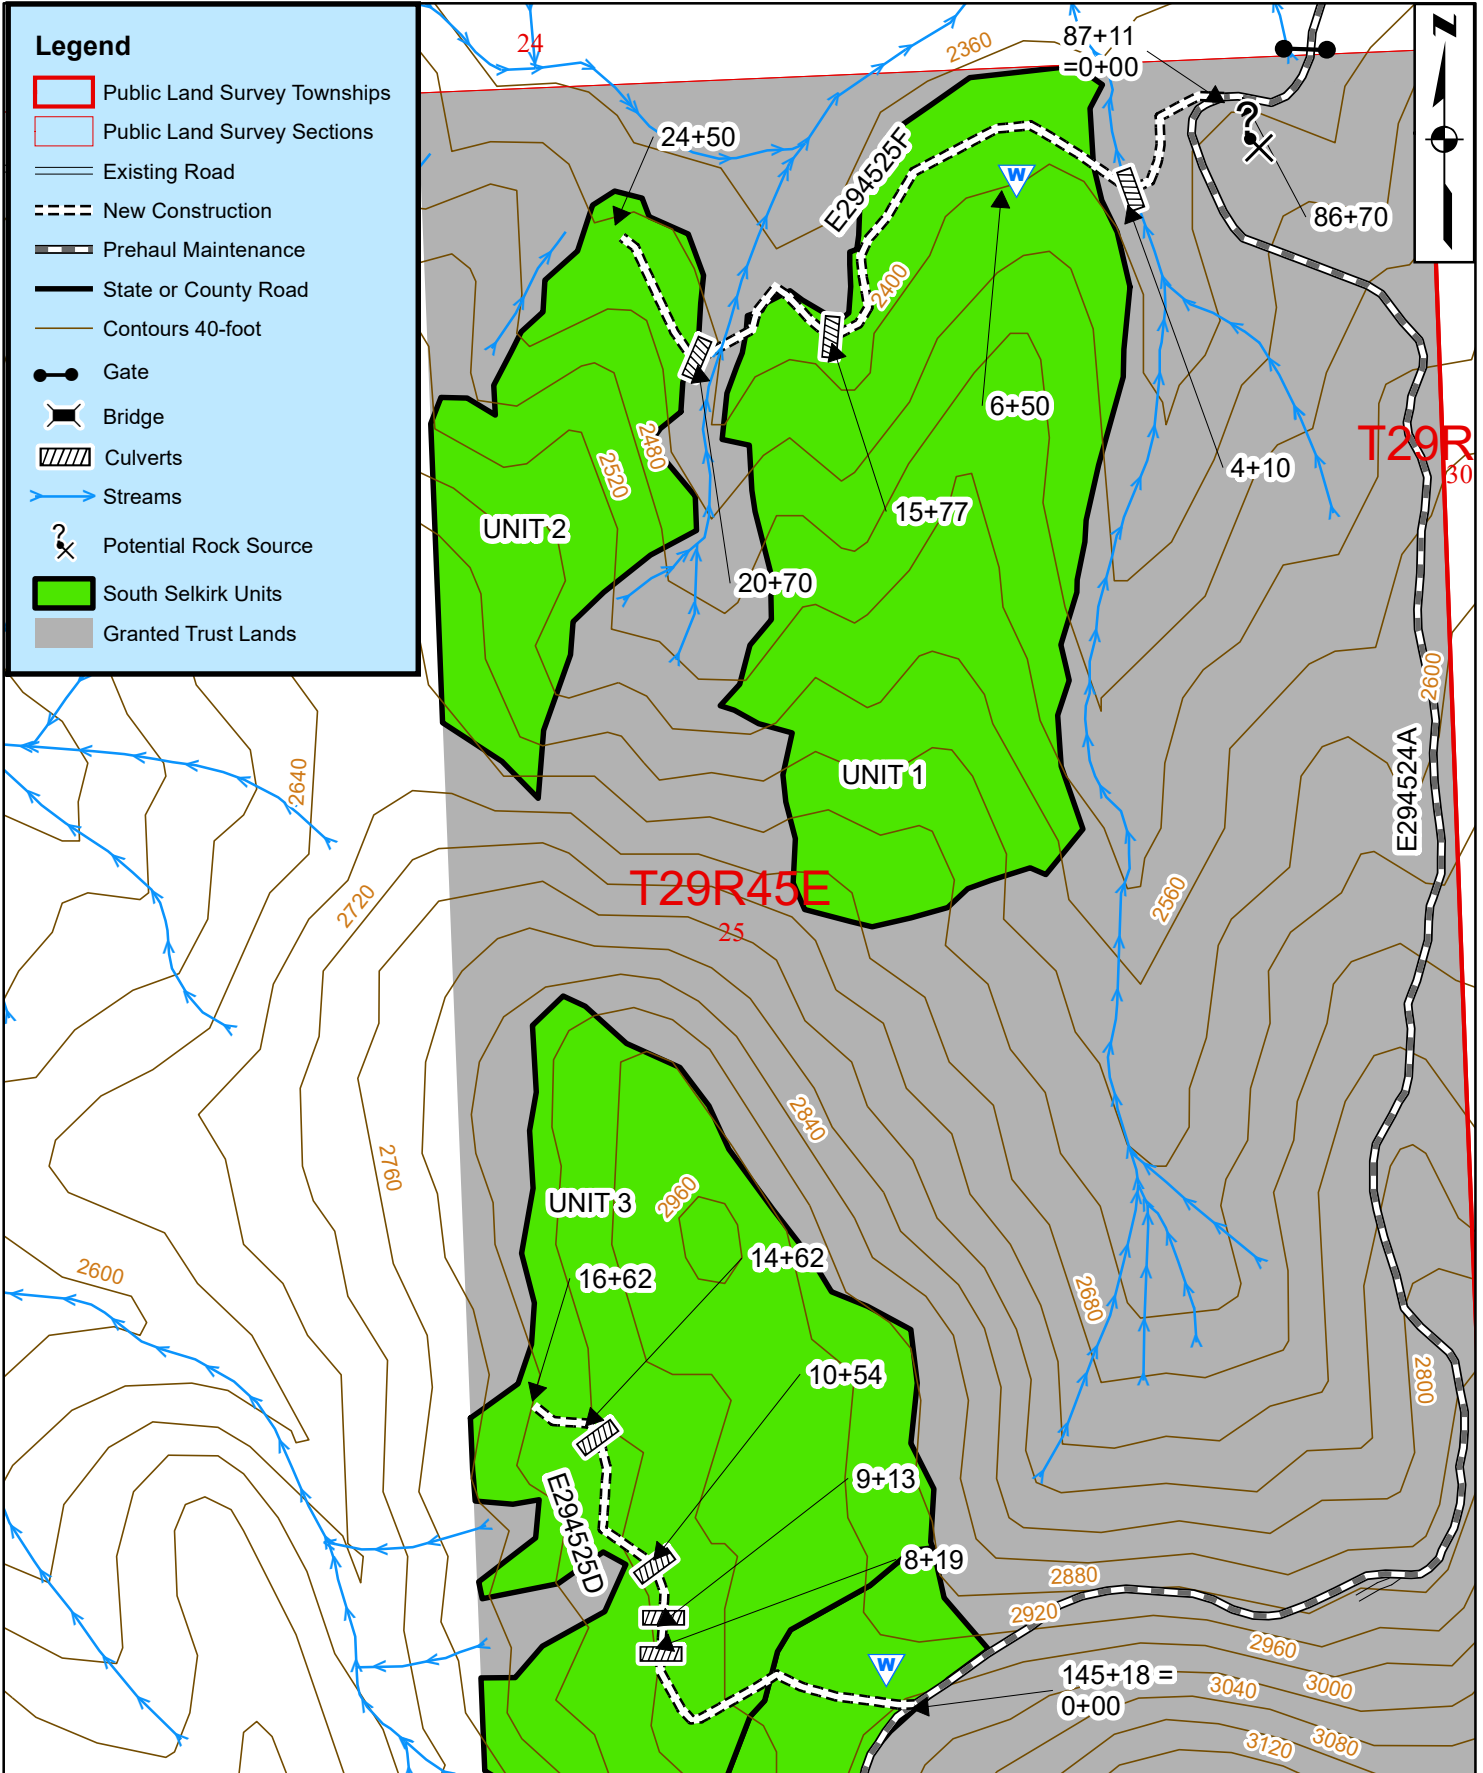 Legend
Public Land Survey Townships
Public Land Survey Sections
Existing Road
New Construction
Prehaul Maintenance
State or County Road
Contours 40-foot
Gate
Bridge
Culverts
Streams
?
Potential Rock Source
South Selkirk Units
Granted Trust Lands
24
2360
87+11
=0+00
Z
24+50
E294525F
W
?
86+70
2400
6+50
2480
2520
UNIT 2
15+77
4+10
T29R
30
20+70
2600
2640
UNIT 1
E294524A
T29R45E
25
2720
2560
2840
2760
UNIT 3
2960
14+62
16+62
2600
2680
10+54
2800
9+13
E294525D
8+19
2880
2920
2960
W
145+18 =
0+00
3040
3000
3120
3080